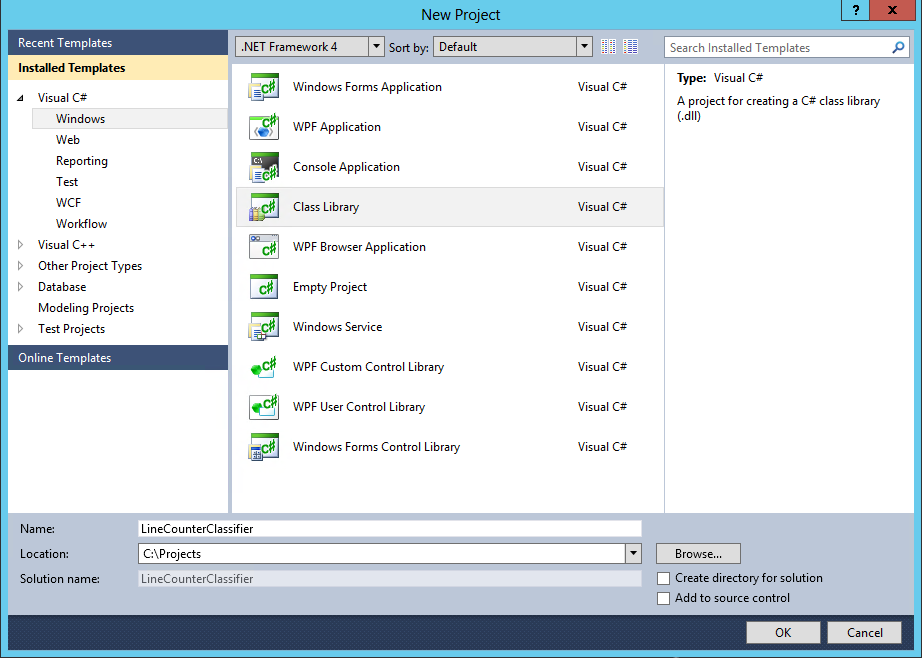 New Project
?
x
Recent Templates
Installed Templates
Visual C#
Windows
Web
Reporting
Test
WCF
Workflow
Visual C++
Other Project Types
Database
Modeling Projects
Test Projects
Online Templates
.NET Framework 4
Sort by: Default
Search Installed Templates
Windows Forms Application Visual C#
WPF Application Visual C#
Console Application Visual C#
Class Library Visual C#
WPF Browser Application Visual C#
Empty Project Visual C#
Windows Service Visual C#
WPF Custom Control Library Visual C#
WPF User Control Library Visual C#
Windows Forms Control Library Visual C#
Type: Visual C#
A project for creating a C# class library
(.dll)
Name: LineCounterClassifier
Location: C:\Projects
Browse...
Solution name: LineCounterClassifier
Create directory for solution
Add to source control
OK
Cancel